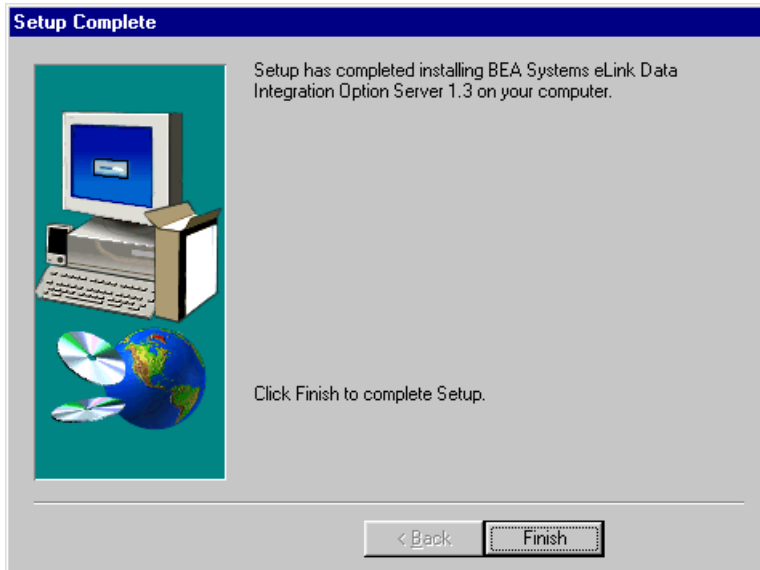 Setup Complete
Setup has completed installing BEA Systems eLink Data
Integration Option Server 1.3 on your computer.
Click Finish to complete Setup.
< Back
Finish